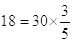 18 = 30 × 3/5